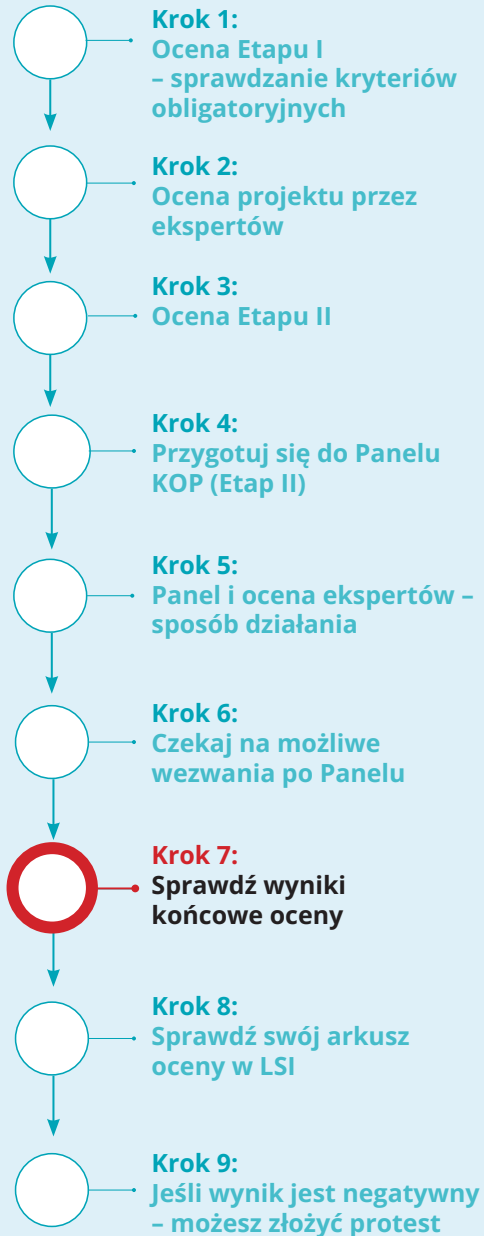 Krok 1:
Ocena Etapu I
– sprawdzanie kryteriów
obligatoryjnych
Krok 2:
Ocena projektu przez
ekspertów
Krok 3:
Ocena Etapu II
Krok 4:
Przygotuj się do Panelu
KOP (Etap II)
Krok 5:
Panel i ocena ekspertów –
sposób działania
Krok 6:
Czekaj na możliwe
wezwania po Panelu
Krok 7:
Sprawdź wyniki
końcowe oceny
Krok 8:
Sprawdź swój arkusz
oceny w LSI
Krok 9:
Jeśli wynik jest negatywny
– możesz złożyć protest